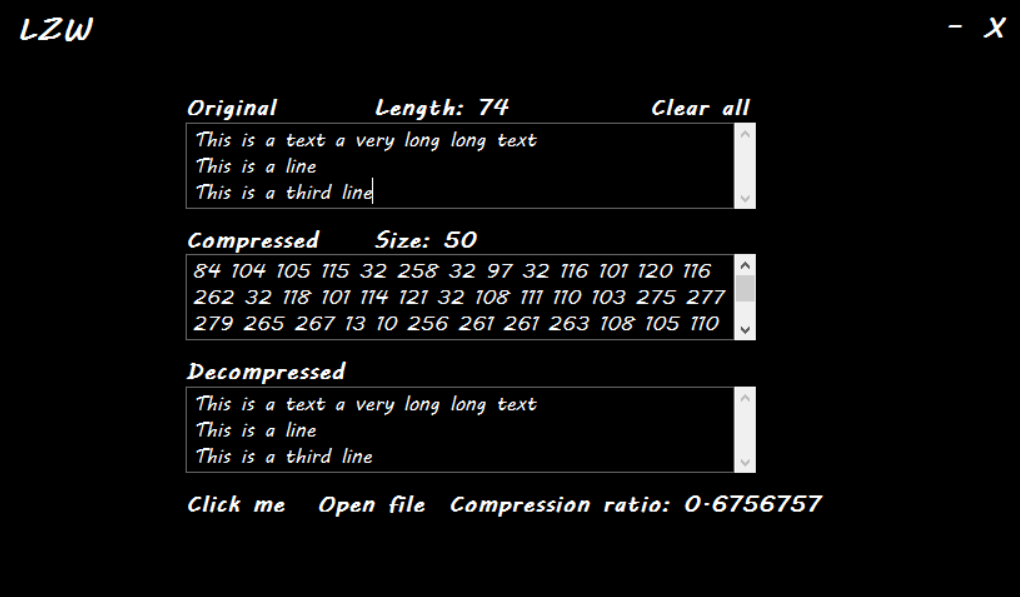 LZW - X
Original Length: 74 Clear all
This is a text a very long long text
This is a line
This is a third line
Compressed Size: 50
84 104 105 115 32 258 32 97 32 116 101 120 116
262 32 118 101 114 121 32 108 111 110 103 275 277
279 265 267 13 10 256 261 261 263 108 105 110
Decompressed
This is a text a very long long text
This is a line
This is a third line
Click me Open file Compression ratio: 0.6756757